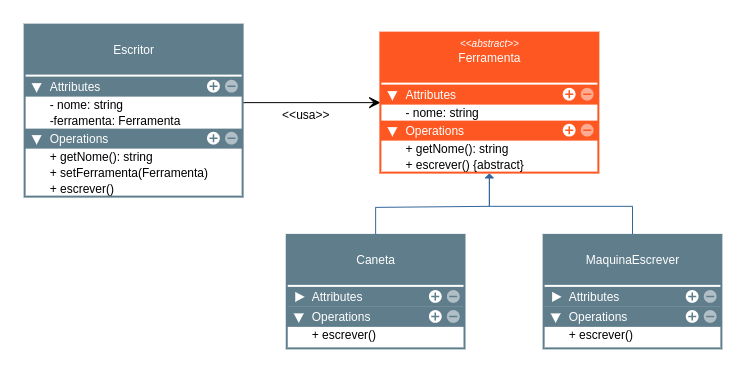 Escritor
Attributes
- nome: string
-ferramenta: Ferramenta
Operations
+ getNome(): string
+ setFerramenta(Ferramenta)
+ escrever()
<<usa>>
<<abstract>>
Ferramenta
Attributes
- nome: string
Operations
+ getNome(): string
+ escrever() {abstract}
Caneta
Attributes
Operations
+ escrever()
MaquinaEscrever
Attributes
Operations
+ escrever()